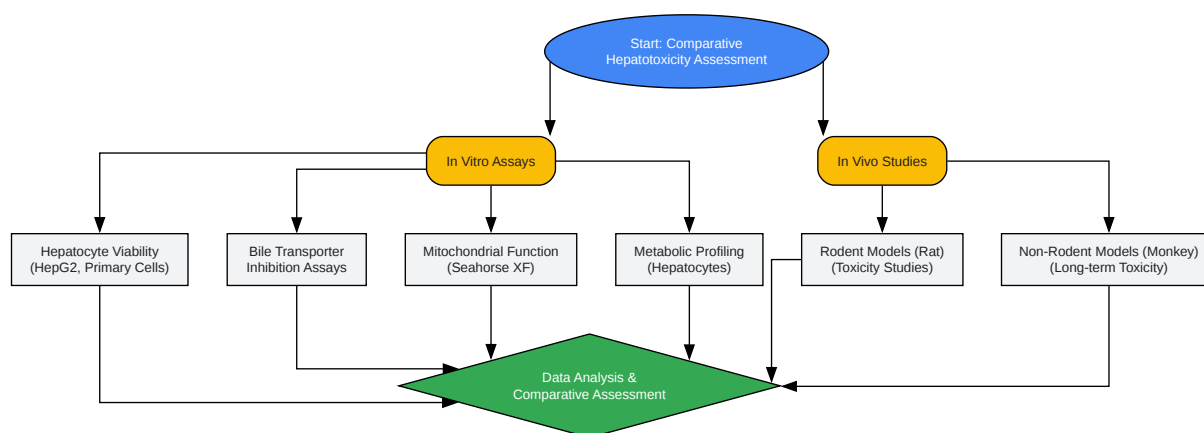 Start: Comparative
Hepatotoxicity Assessment
In Vitro Assays
In Vivo Studies
Hepatocyte Viability
(HepG2, Primary Cells)
Bile Transporter
Inhibition Assays
Mitochondrial Function
(Seahorse XF)
Metabolic Profiling
(Hepatocytes)
Rodent Models (Rat)
(Toxicity Studies)
Non-Rodent Models (Monkey)
(Long-term Toxicity)
Data Analysis &
Comparative Assessment